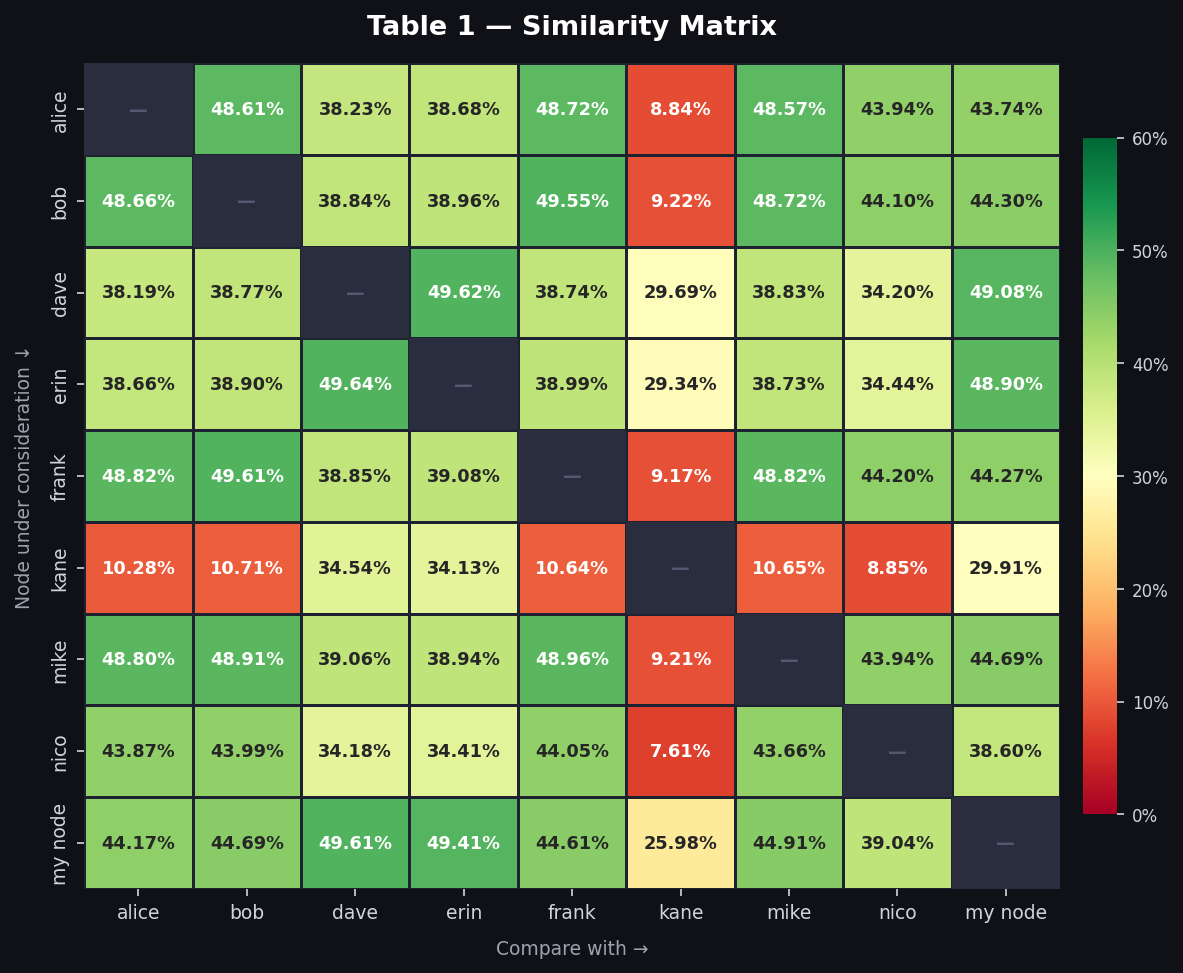 Table 1 — Similarity Matrix
alice — 48.61% 38.23% 38.68% 48.72% 8.84% 48.57% 43.94% 43.74%
bob 48.66% — 38.84% 38.96% 49.55% 9.22% 48.72% 44.10% 44.30%
dave 38.19% 38.77% — 49.62% 38.74% 29.69% 38.83% 34.20% 49.08%
erin 38.66% 38.90% 49.64% — 38.99% 29.34% 38.73% 34.44% 48.90%
frank 48.82% 49.61% 38.85% 39.08% — 9.17% 48.82% 44.20% 44.27%
kane 10.28% 10.71% 34.54% 34.13% 10.64% — 10.65% 8.85% 29.91%
mike 48.80% 48.91% 39.06% 38.94% 48.96% 9.21% — 43.94% 44.69%
nico 43.87% 43.99% 34.18% 34.41% 44.05% 7.61% 43.66% — 38.60%
my node 44.17% 44.69% 49.61% 49.41% 44.61% 25.98% 44.91% 39.04% —
alice bob dave erin frank kane mike nico my node
Compare with →
Node under consideration ↓
60%
50%
40%
30%
20%
10%
0%